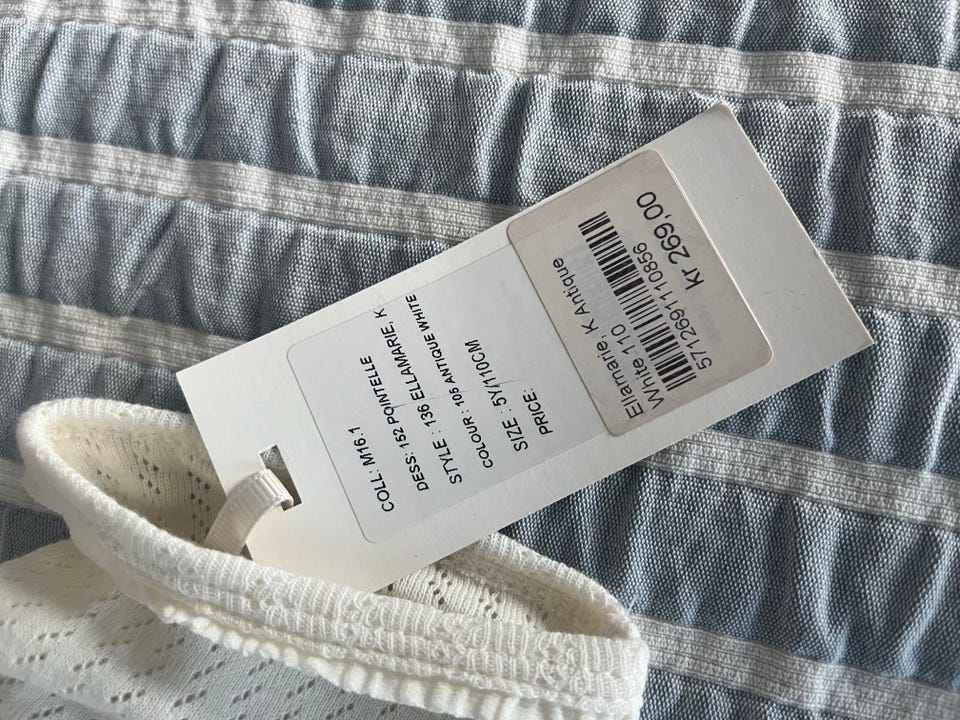 COLL: M16.1
DESS: 152 POINTELLE
STYLE : 136 ELLAMARIE, K
COLOUR : 105 ANTIQUE WHITE
SIZE : 5Y/110CM
PRICE:
Ellamarie, K Antique
White 110
5712691110856
Kr 269,00